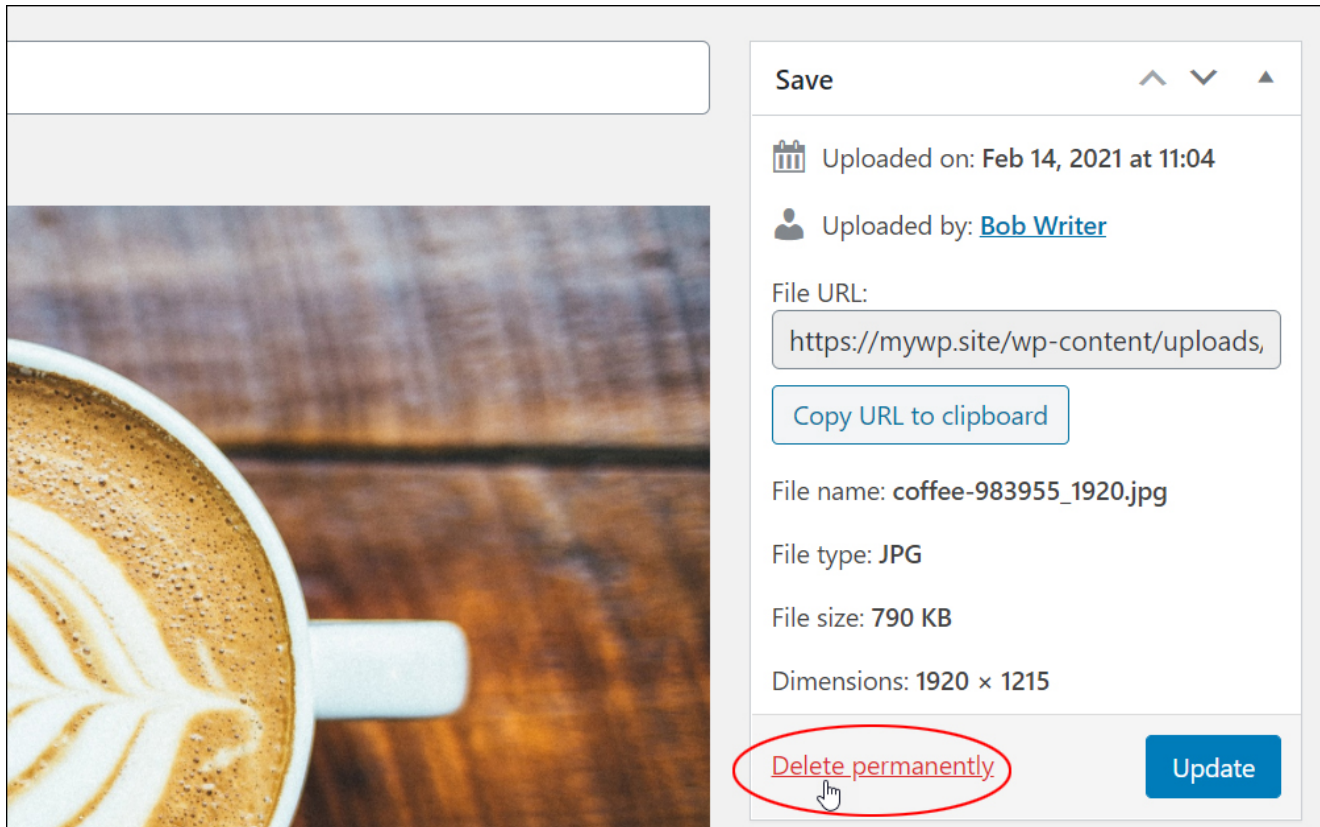 Save
Uploaded on: Feb 14, 2021 at 11:04
Uploaded by: Bob Writer
File URL:
https://mywp.site/wp-content/uploads/
Copy URL to clipboard
File name: coffee-983955_1920.jpg
File type: JPG
File size: 790 KB
Dimensions: 1920 × 1215
Delete permanently
Update